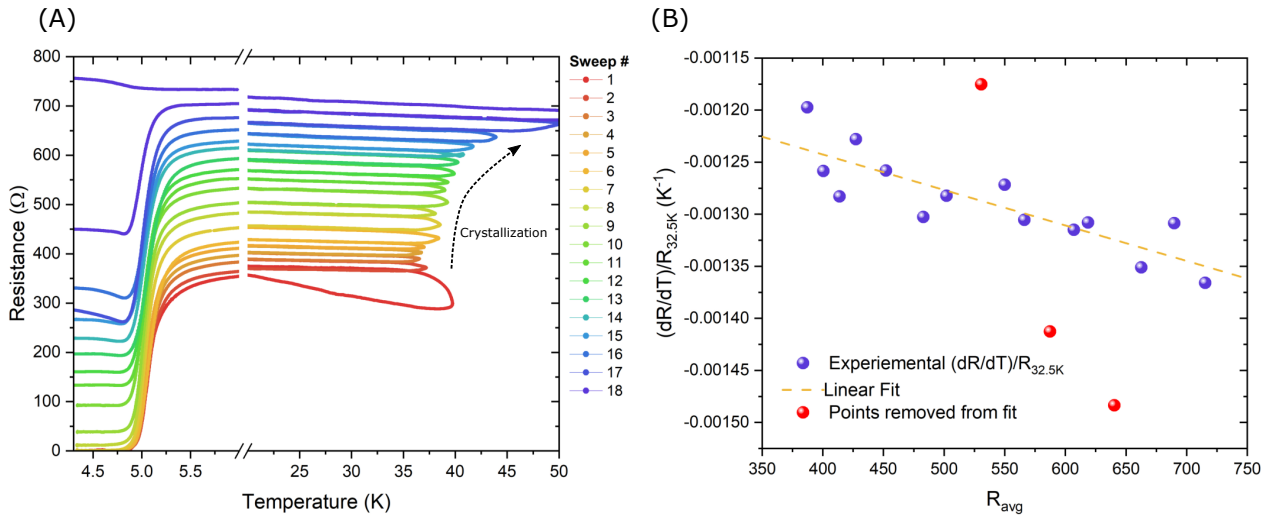 (A)
800
700
600
500
400
300
200
100
0
Resistance (Ω)
4.5 5.0 5.5 25 30 35 40 45 50
Temperature (K)
Crystallization
Sweep #
1
2
3
4
5
6
7
8
9
10
11
12
13
14
15
16
17
18
(B)
-0.00115
-0.00120
-0.00125
-0.00130
-0.00135
-0.00140
-0.00145
-0.00150
(dR/dT)/R32.5K (K-1)
Experiemental (dR/dT)/R32.5K
Linear Fit
Points removed from fit
350 400 450 500 550 600 650 700 750
Ravg